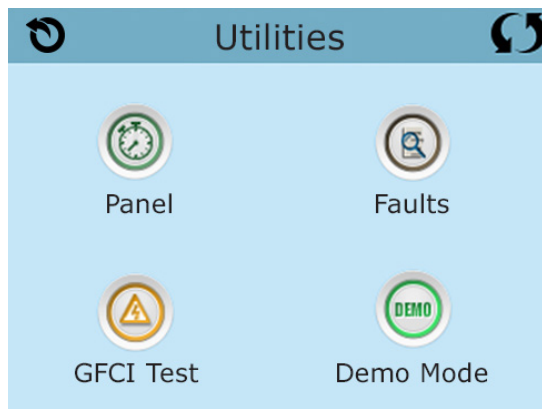 Utilities
Panel
Faults
DEMO
GFCI Test
Demo Mode